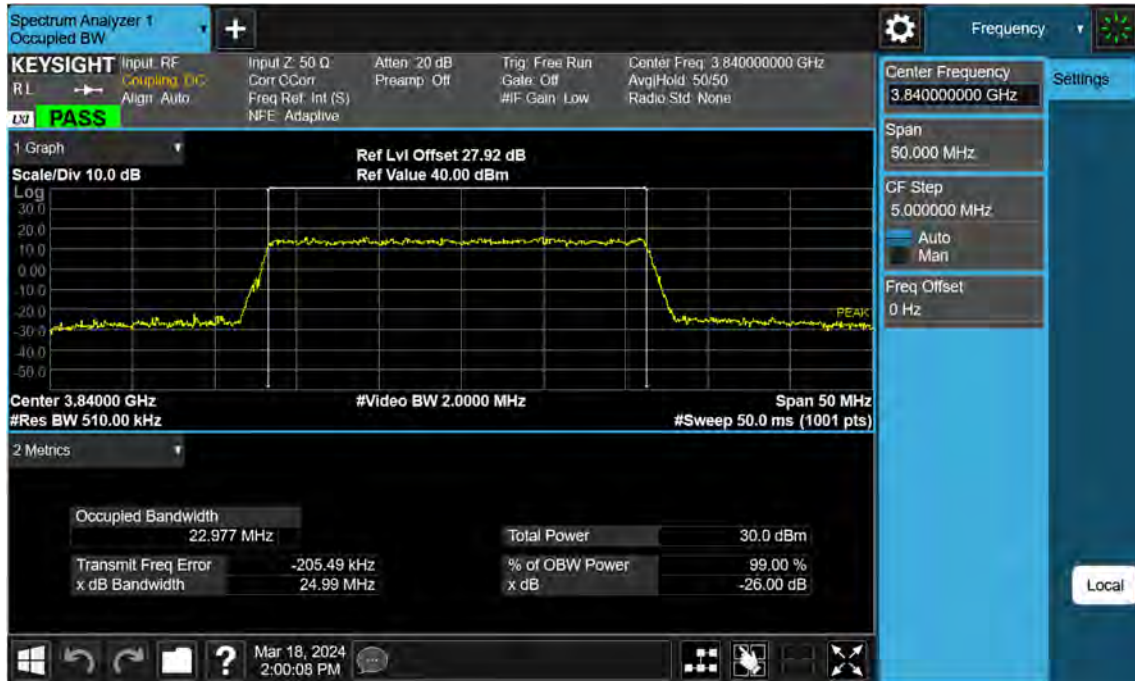 Spectrum Analyzer 1
Occupied BW
Frequency
KEYSIGHT
R L
LXI PASS
Input: RF
Coupling: DC
Align: Auto
Input Z: 50 Ω
Corr CCorr
Freq Ref: Int (S)
NFE: Adaptive
Atten: 20 dB
Preamp: Off
Trig: Free Run
Gate: Off
#IF Gain: Low
Center Freq: 3.840000000 GHz
Avg|Hold: 50/50
Radio Std: None
Center Frequency
3.840000000 GHz
Settings
Span
50.000 MHz
CF Step
5.000000 MHz
Auto
Man
Freq Offset
0 Hz
1 Graph
Scale/Div 10.0 dB
Ref Lvl Offset 27.92 dB
Ref Value 40.00 dBm
Log
30.0
20.0
10.0
0.00
-10.0
-20.0
-30.0
-40.0
-50.0
PEAK
Center 3.84000 GHz
#Video BW 2.0000 MHz
Span 50 MHz
#Res BW 510.00 kHz
#Sweep 50.0 ms (1001 pts)
2 Metrics
Occupied Bandwidth
22.977 MHz
Total Power 30.0 dBm
Transmit Freq Error -205.49 kHz
% of OBW Power 99.00 %
x dB Bandwidth 24.99 MHz
x dB -26.00 dB
Local
?
Mar 18, 2024
2:00:08 PM